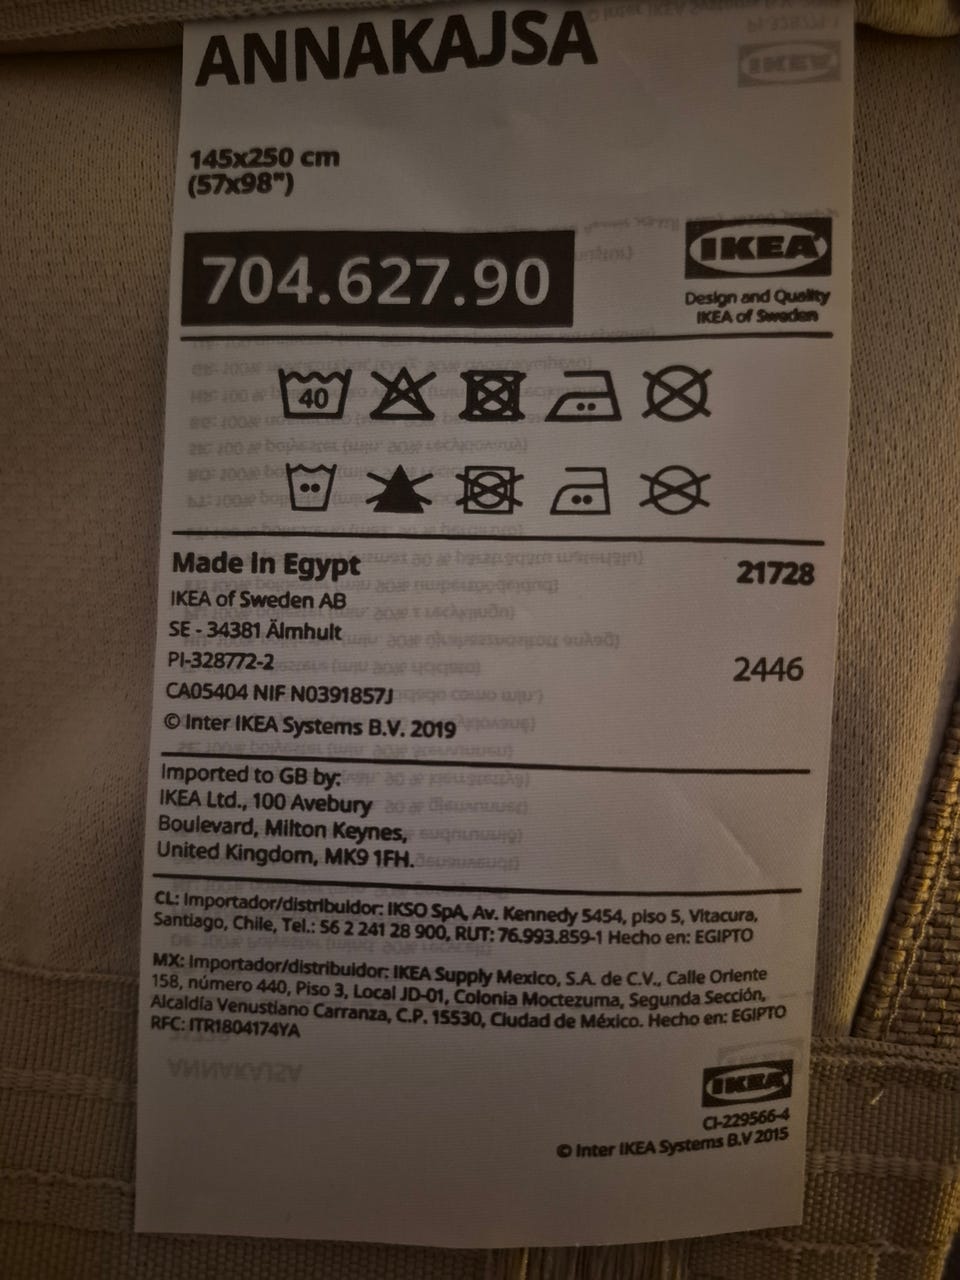 ANNAKAJSA
145x250 cm
(57x98")
704.627.90
IKEA
Design and Quality
IKEA of Sweden
40
Made in Egypt
21728
IKEA of Sweden AB
SE - 34381 Älmhult
PI-328772-2
2446
CA05404 NIF N0391857J
© Inter IKEA Systems B.V. 2019
Imported to GB by:
IKEA Ltd., 100 Avebury
Boulevard, Milton Keynes,
United Kingdom, MK9 1FH.
CL: Importador/distribuidor: IKSO SpA, Av. Kennedy 5454, piso 5, Vitacura,
Santiago, Chile, Tel.: 56 2 241 28 900, RUT: 76.993.859-1 Hecho en: EGIPTO
MX: Importador/distribuidor: IKEA Supply Mexico, S.A. de C.V., Calle Oriente
158, número 440, Piso 3, Local JD-01, Colonia Moctezuma, Segunda Sección,
Alcaldía Venustiano Carranza, C.P. 15530, Ciudad de México. Hecho en: EGIPTO
RFC: ITR1804174YA
IKEA
CI-229566-4
© Inter IKEA Systems B.V 2015